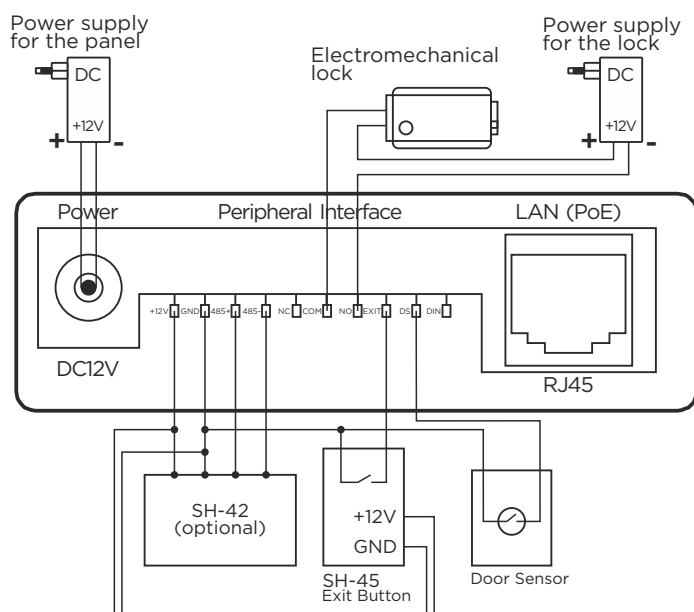 Power supply
for the panel
DC
+12V
+ -
Electromechanical
lock
Power supply
for the lock
DC
+12V
+ -
Power
Peripheral Interface
LAN (PoE)
+12V GND 485+ 485- NC COM NO EXIT DS DIN
DC12V
RJ45
SH-42
(optional)
+12V
GND
SH-45
Exit Button
Door Sensor